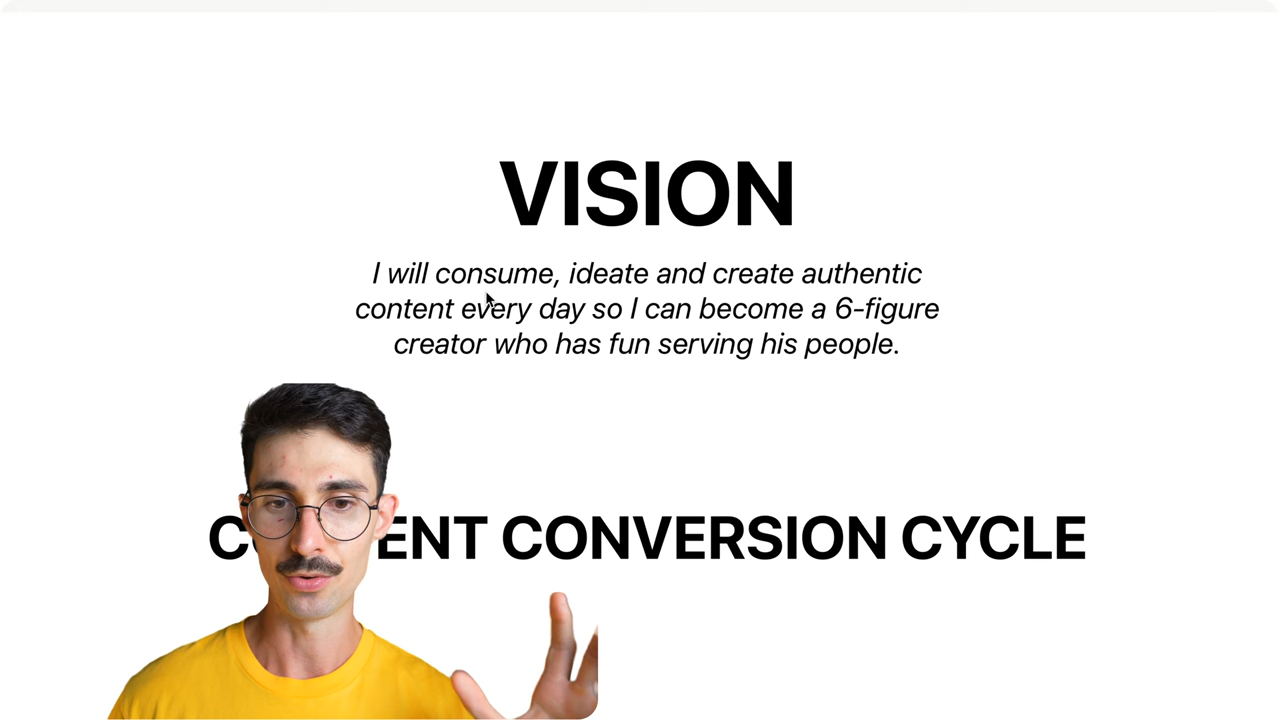 VISION
I will consume, ideate and create authentic
content every day so I can become a 6-figure
creator who has fun serving his people.
ENT CONVERSION CYCLE